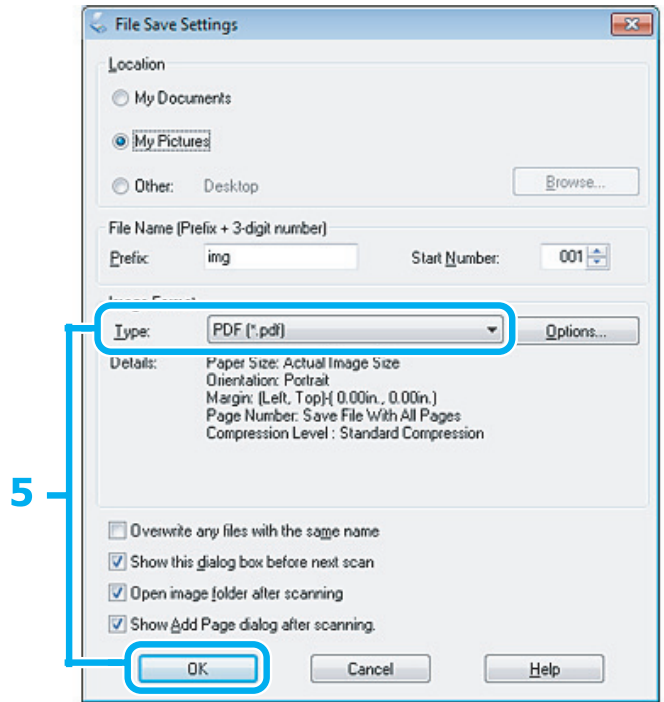 File Save Settings
Location
My Documents
My Pictures
Other: Desktop Browse...
File Name (Prefix + 3-digit number)
Prefix: img Start Number: 001
Image Format
Type: PDF (*.pdf) Options...
Details: Paper Size: Actual Image Size
Orientation: Portrait
Margin: (Left, Top)-( 0.00in., 0.00in.)
Page Number: Save File With All Pages
Compression Level : Standard Compression
5
Overwrite any files with the same name
Show this dialog box before next scan
Open image folder after scanning
Show Add Page dialog after scanning.
OK Cancel Help